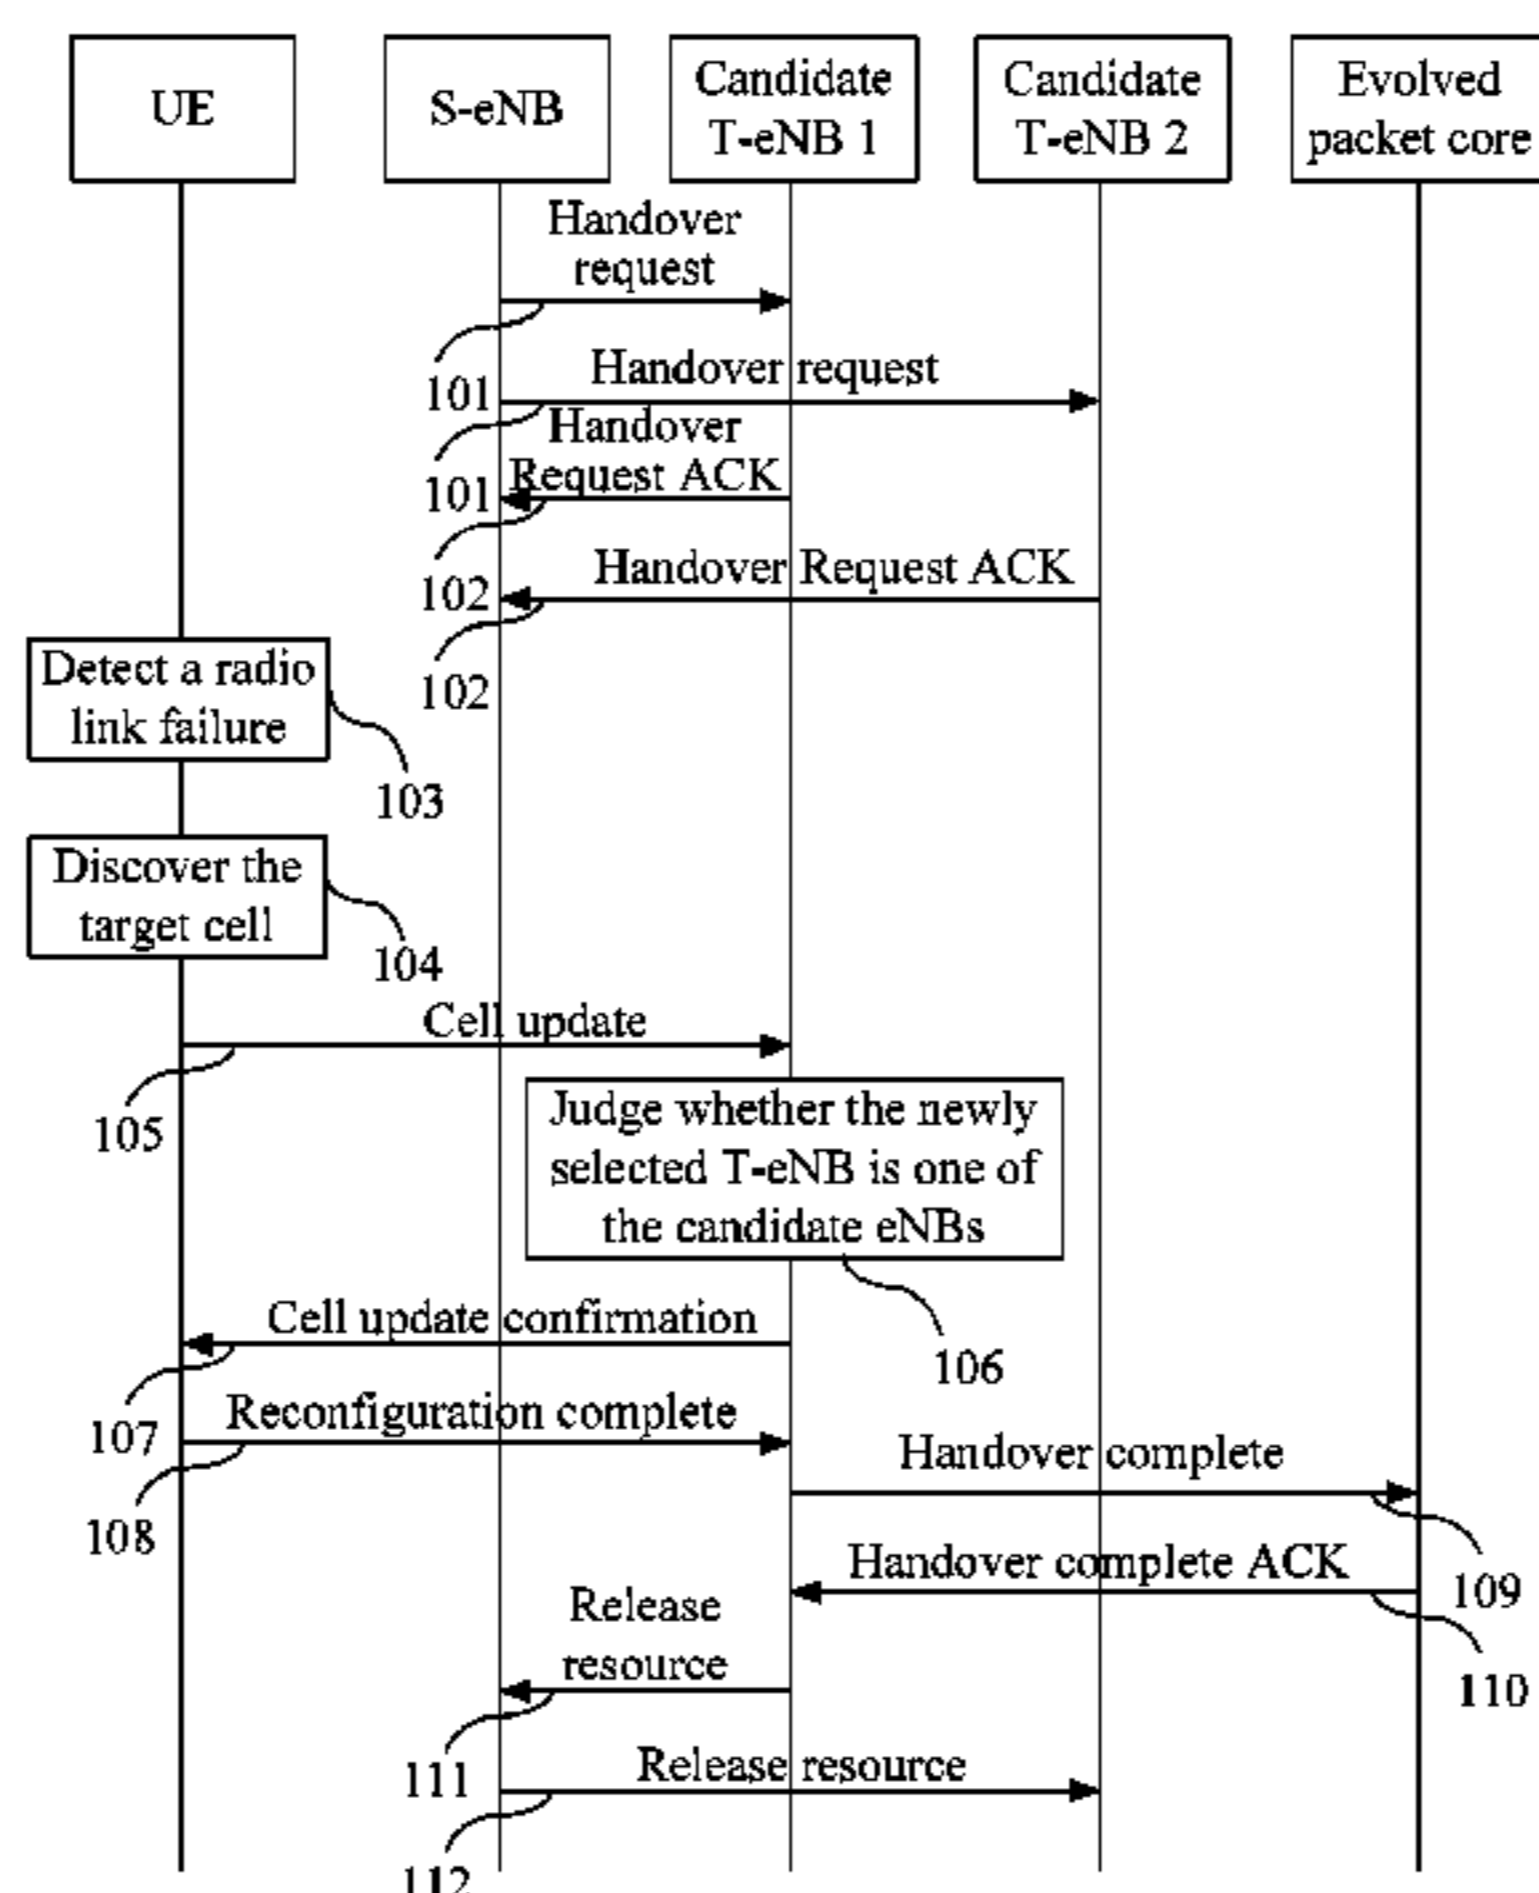 UE
S-eNB
Candidate
T-eNB 1
Candidate
T-eNB 2
Evolved
packet core
Handover
request
101
Handover request
101
Handover
Request ACK
102
Handover Request ACK
102
Detect a radio
link failure
103
Discover the
target cell
104
Cell update
105
Judge whether the newly
selected T-eNB is one of
the candidate eNBs
106
Cell update confirmation
107
Reconfiguration complete
108
Handover complete
109
Handover complete ACK
110
Release
resource
111
Release resource
112